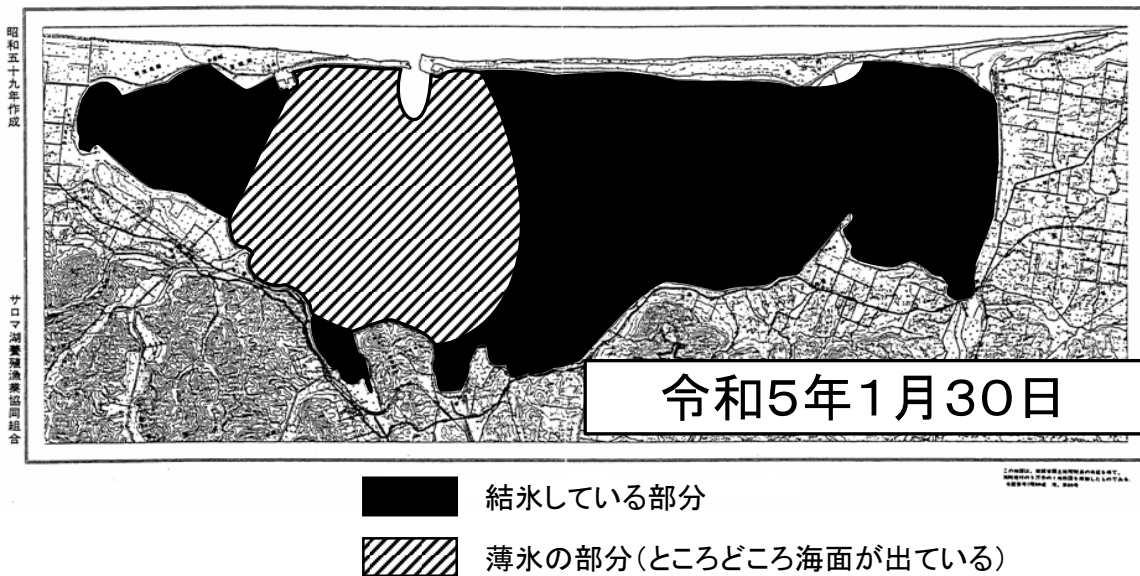 昭和五十九年作成
サロマ湖養殖漁業協同組合
令和5年1月30日
結氷している部分
薄氷の部分(ところどころ海面が出ている)